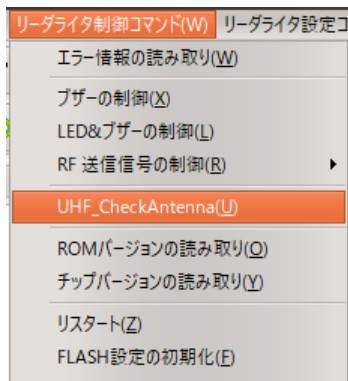 リーダライタ制御コマンド(W) リーダライタ設定コ
エラー情報の読み取り(W)
ブザーの制御(X)
LED&ブザーの制御(L)
RF 送信信号の制御(R)
UHF_CheckAntenna(U)
ROMバージョンの読み取り(O)
チップバージョンの読み取り(Y)
リスタート(Z)
FLASH設定の初期化(F)